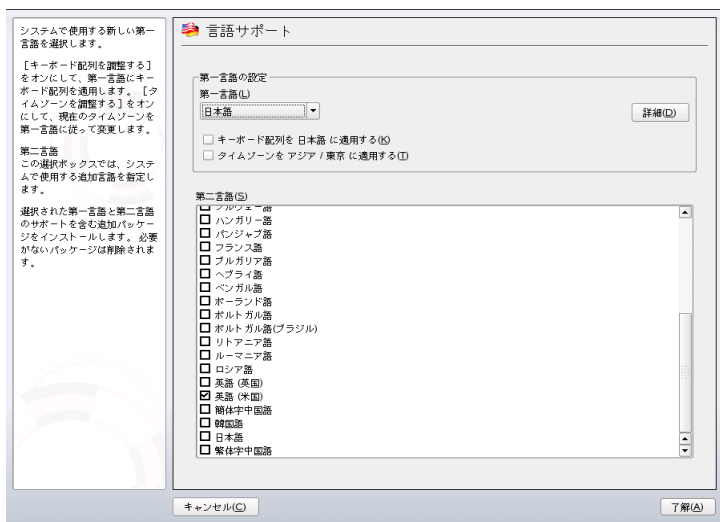 システムで使用する新しい第一
言語を選択します。
［キーボード配列を調整する］
をオンにして、第一言語にキー
ボード配列を適用します。［タ
イムゾーンを調整する］をオン
にして、現在のタイムゾーンを
第一言語に従って変更します。
第二言語
この選択ボックスでは、システ
ムで使用する追加言語を指定し
ます。
選択された第一言語と第二言語
のサポートを含む追加パッケー
ジをインストールします。必要
がないパッケージは削除されま
す。
言語サポート
第一言語の設定
第一言語(L)
日本語
詳細(D)
キーボード配列を 日本語 に適用する(K)
タイムゾーンを アジア / 東京 に適用する(T)
第二言語(S)
ノルウェー語
ハンガリー語
パンジャブ語
フランス語
ブルガリア語
ヘブライ語
ベンガル語
ポーランド語
ポルトガル語
ポルトガル語(ブラジル)
リトアニア語
ルーマニア語
ロシア語
英語 (英国)
英語 (米国)
簡体字中国語
韓国語
日本語
繁体字中国語
キャンセル(C)
了解(A)